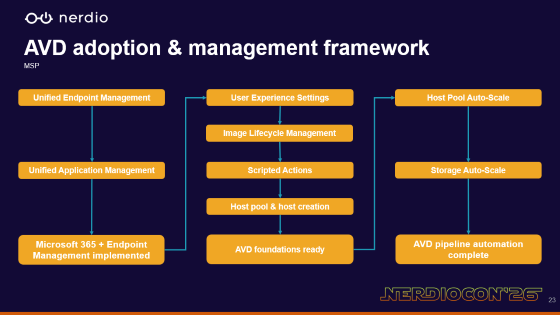 nerdio
AVD adoption & management framework
MSP
Unified Endpoint Management
Unified Application Management
Microsoft 365 + Endpoint
Management implemented
User Experience Settings
Image Lifecycle Management
Scripted Actions
Host pool & host creation
AVD foundations ready
Host Pool Auto-Scale
Storage Auto-Scale
AVD pipeline automation
complete
NERDIOCON'26
23